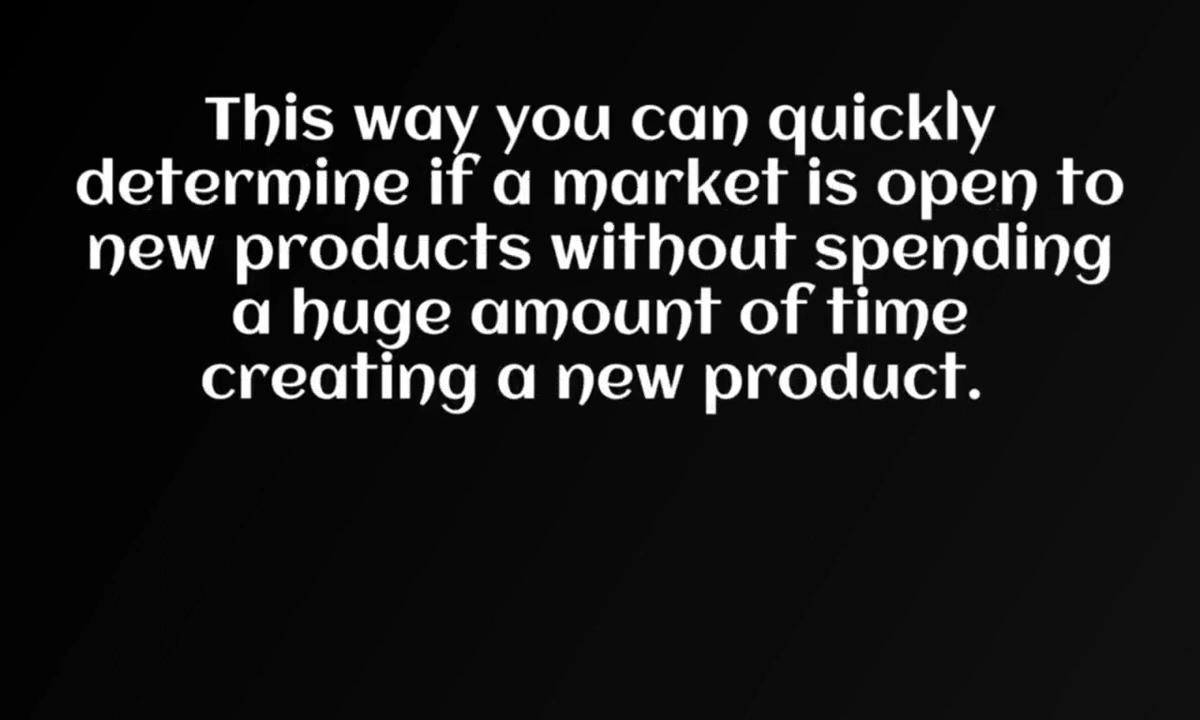 This way you can quickly
determine if a market is open to
new products without spending
a huge amount of time
creating a new product.